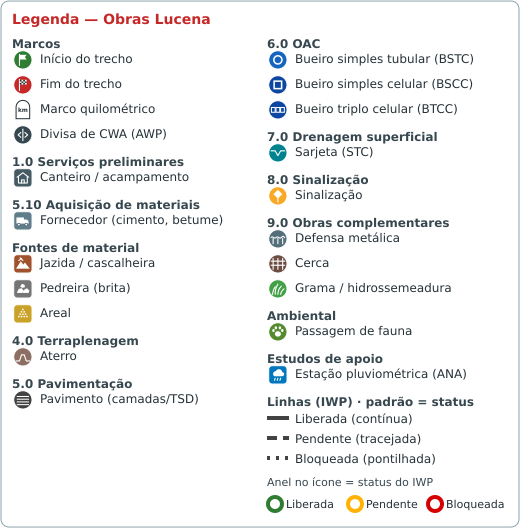 Legenda — Obras Lucena
Marcos
Início do trecho
Fim do trecho
km Marco quilométrico
Divisa de CWA (AWP)
1.0 Serviços preliminares
Canteiro / acampamento
5.10 Aquisição de materiais
Fornecedor (cimento, betume)
Fontes de material
Jazida / cascalheira
Pedreira (brita)
Areal
4.0 Terraplenagem
Aterro
5.0 Pavimentação
Pavimento (camadas/TSD)
6.0 OAC
Bueiro simples tubular (BSTC)
Bueiro simples celular (BSCC)
Bueiro triplo celular (BTCC)
7.0 Drenagem superficial
Sarjeta (STC)
8.0 Sinalização
Sinalização
9.0 Obras complementares
Defensa metálica
Cerca
Grama / hidrossemeadura
Ambiental
Passagem de fauna
Estudos de apoio
Estação pluviométrica (ANA)
Linhas (IWP) · padrão = status
Liberada (contínua)
Pendente (tracejada)
Bloqueada (pontilhada)
Anel no ícone = status do IWP
Liberada Pendente Bloqueada